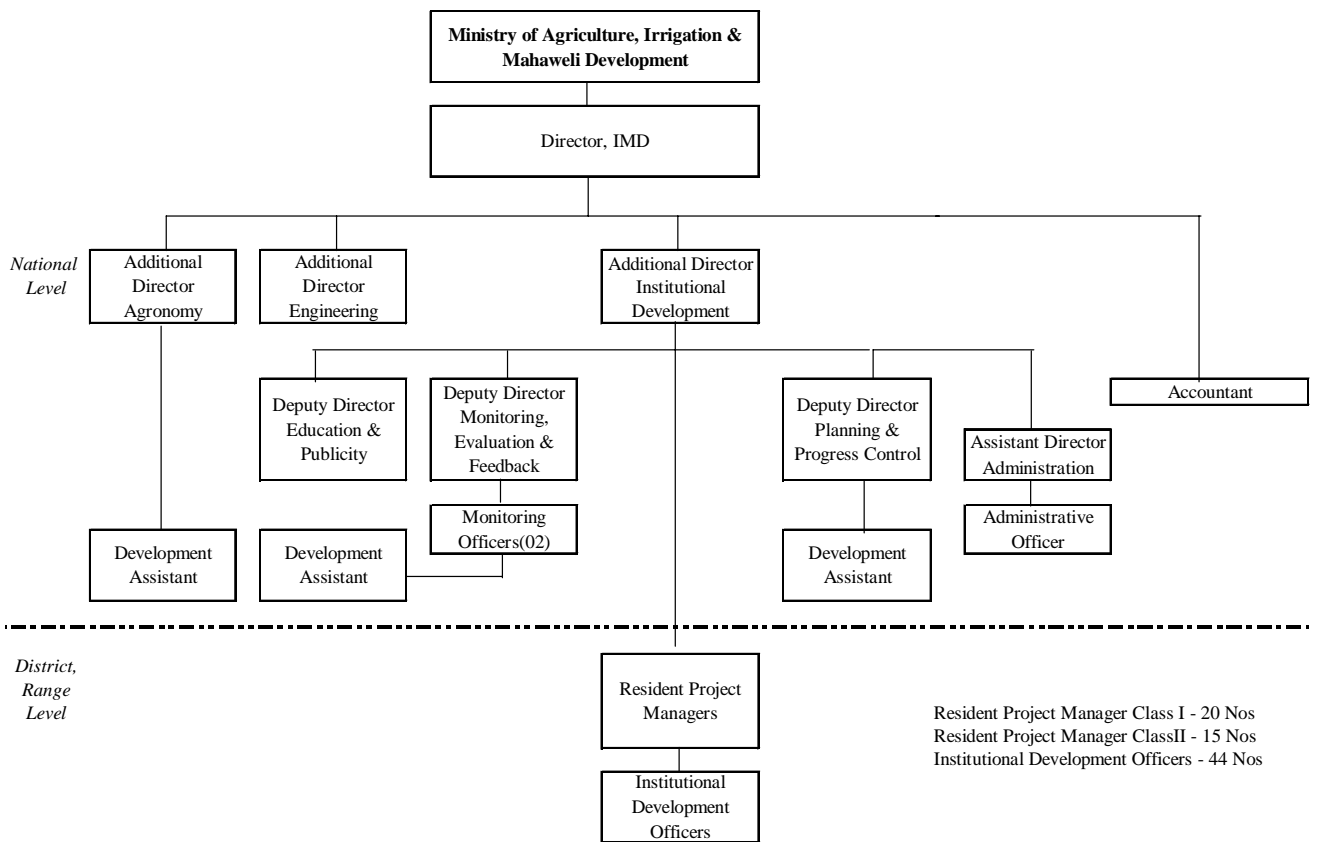 Ministry of Agriculture, Irrigation &
Mahaweli Development
Director, IMD
National
Level
Additional
Director
Agronomy
Additional
Director
Engineering
Additional Director
Institutional
Development
Deputy Director
Education &
Publicity
Deputy Director
Monitoring,
Evaluation &
Feedback
Deputy Director
Planning &
Progress Control
Assistant Director
Administration
Accountant
Monitoring
Officers(02)
Administrative
Officer
Development
Assistant
Development
Assistant
Development
Assistant
District,
Range
Level
Resident Project
Managers
Resident Project Manager Class I - 20 Nos
Resident Project Manager ClassII - 15 Nos
Institutional Development Officers - 44 Nos
Institutional
Development
Officers